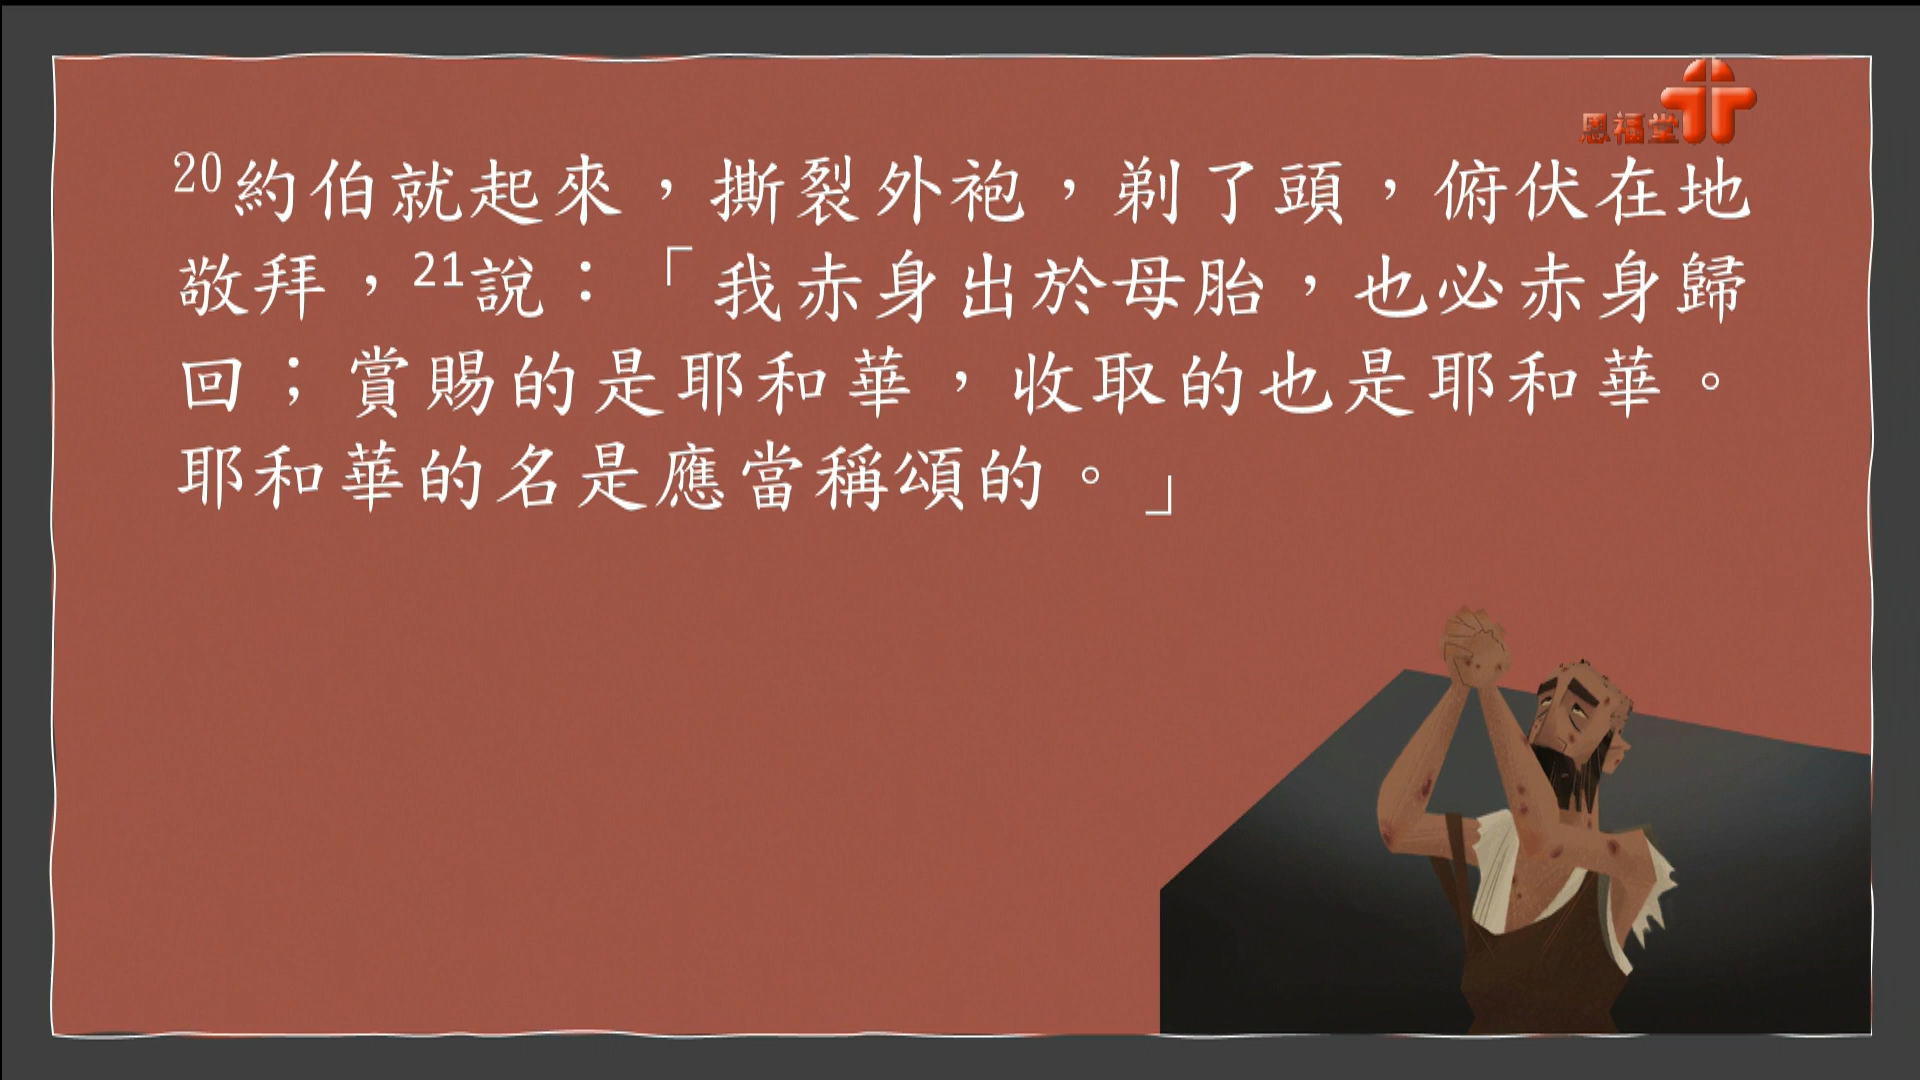 恩福堂
20約伯就起來，撕裂外袍，剃了頭，俯伏在地
敬拜，21說：「我赤身出於母胎，也必赤身歸
回；賞賜的是耶和華，收取的也是耶和華。
耶和華的名是應當稱頌的。」